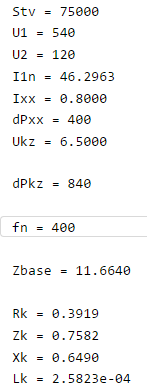 Stv = 75000
U1 = 540
U2 = 120
I1n = 46.2963
Ixx = 0.8000
dPxx = 400
Ukz = 6.5000
dPkz = 840
fn = 400
Zbase = 11.6640
Rk = 0.3919
Zk = 0.7582
Xk = 0.6490
Lk = 2.5823e-04